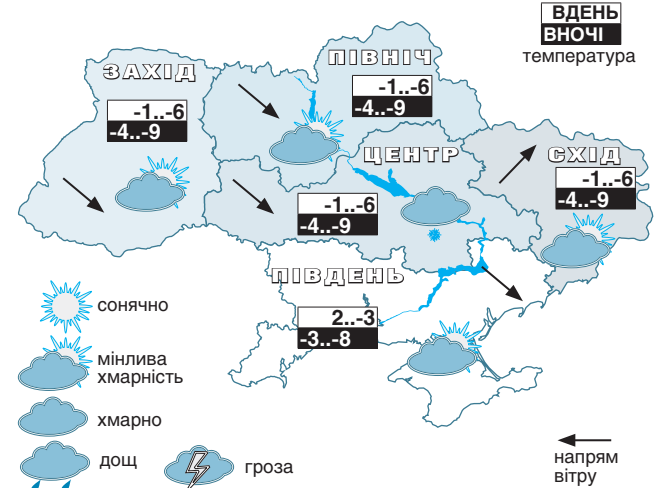 ВДЕНЬ
ВНОЧІ
температура
ПІВНІЧ
-1..-6
-4..-9
ЗАХІД
-1..-6
-4..-9
ЦЕНТР
-1..-6
-4..-9
СХІД
-1..-6
-4..-9
ПІВДЕНЬ
2..-3
-3..-8
сонячно
мінлива
хмарність
хмарно
дощ
гроза
напрям
вітру